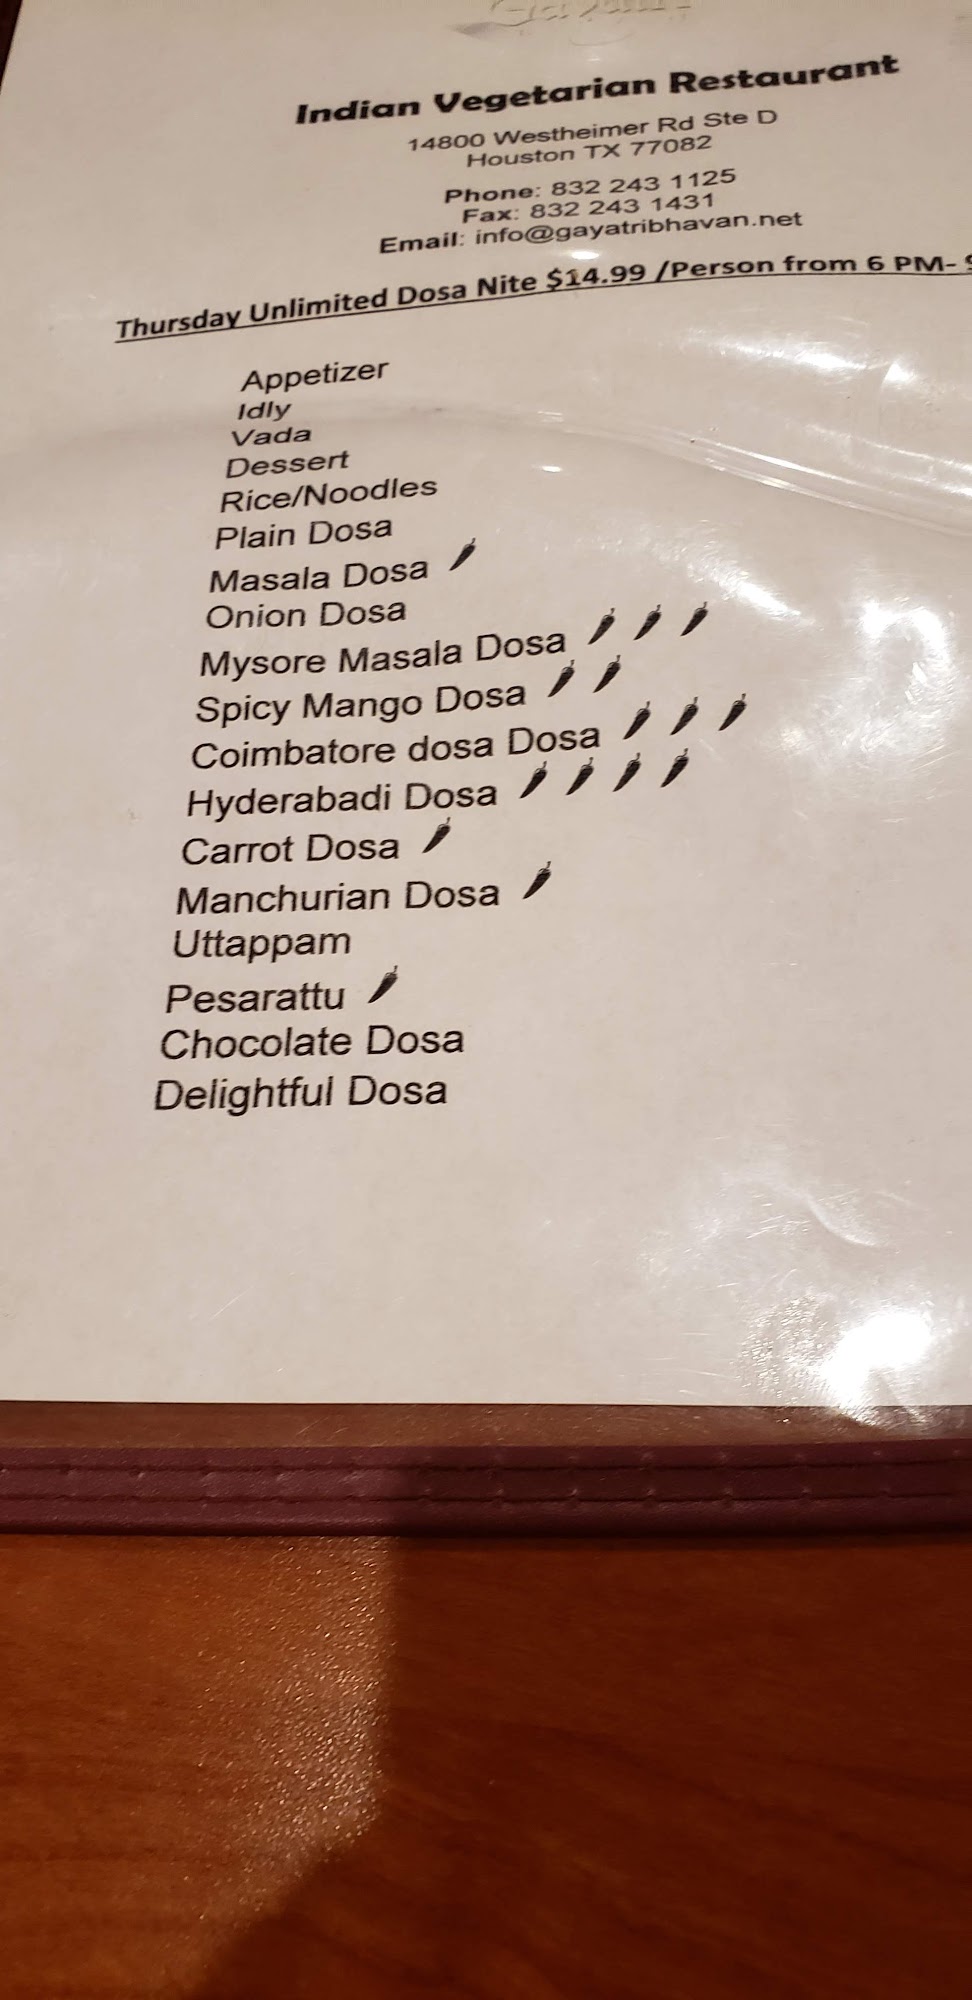 Indian Vegetarian Restaurant
14800 Westheimer Rd Ste D
Houston TX 77082
Phone: 832 243 1125
Fax: 832 243 1431
Email: info@gayatribhavan.net
Thursday Unlimited Dosa Nite $14.99 /Person from 6 PM-
Appetizer
Idly
Vada
Dessert
Rice/Noodles
Plain Dosa
Masala Dosa
Onion Dosa
Mysore Masala Dosa
Spicy Mango Dosa
Coimbatore dosa Dosa
Hyderabadi Dosa
Carrot Dosa
Manchurian Dosa
Uttappam
Pesarattu
Chocolate Dosa
Delightful Dosa